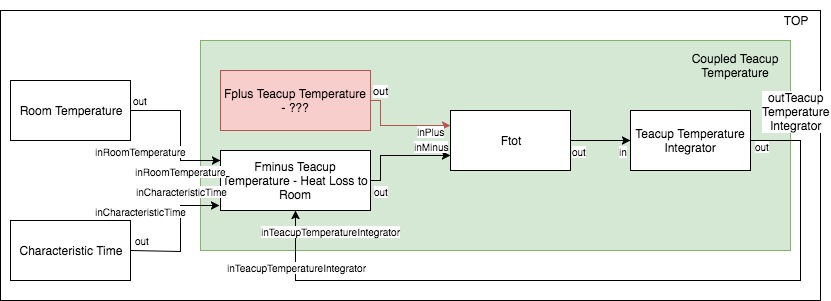 TOP
Coupled Teacup
Temperature
Fplus Teacup Temperature
- ???
out
inPlus
Room Temperature
out
inRoomTemperature
inRoomTemperature
Fminus Teacup
Temperature - Heat Loss to
Room
out
inMinus
Ftot
out
in
Teacup Temperature
Integrator
out
outTeacup
Temperature
Integrator
inCharacteristicTime
inCharacteristicTime
Characteristic Time
out
inTeacupTemperatureIntegrator
inTeacupTemperatureIntegrator